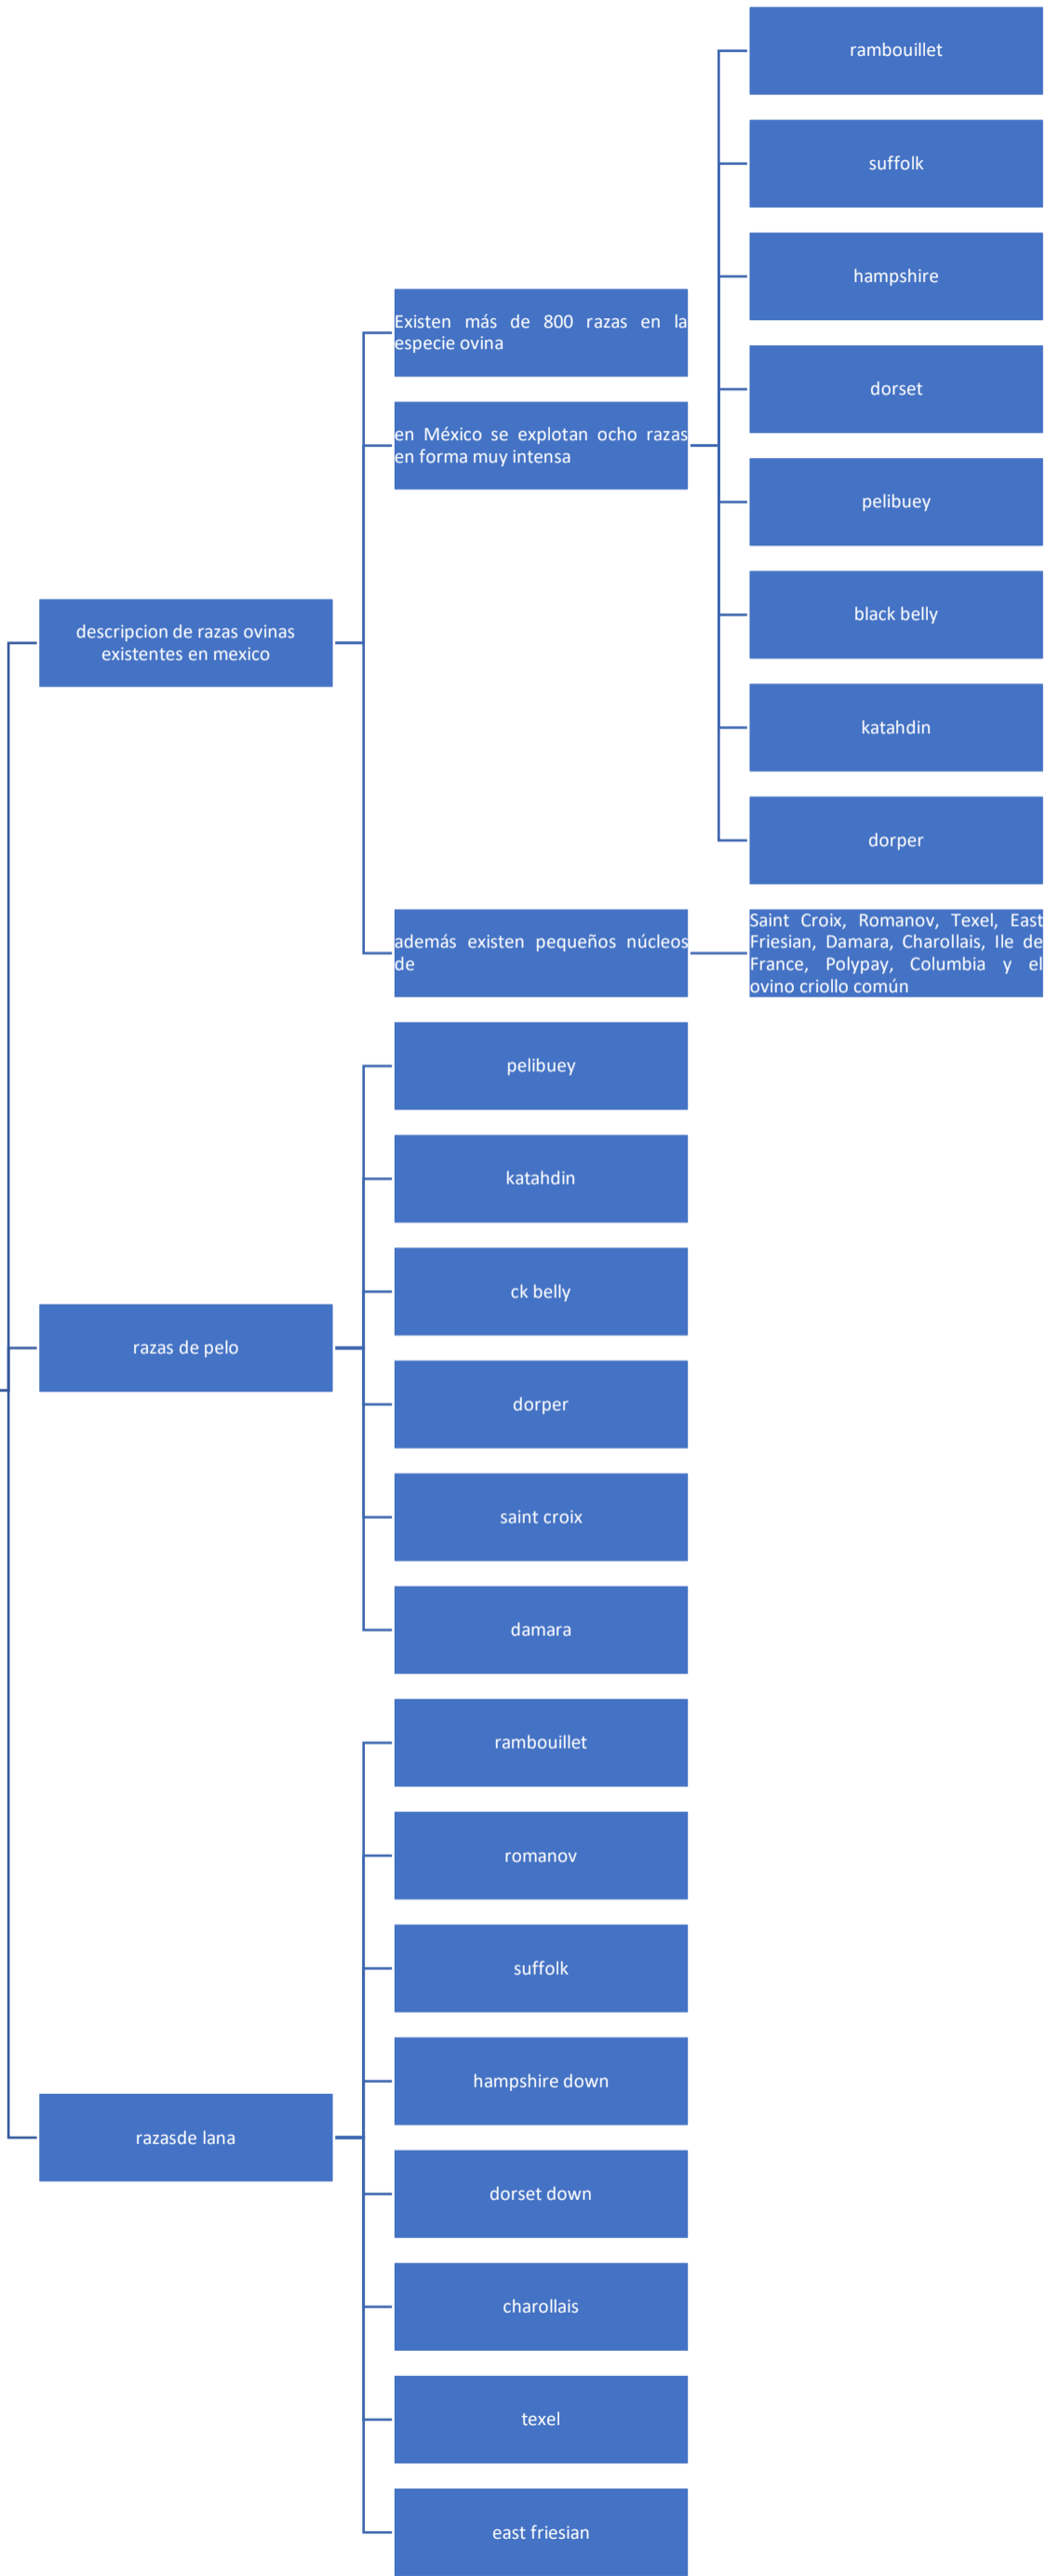 descripcion de razas ovinas
existentes en mexico
Existen más de 800 razas en la
especie ovina
en México se explotan ocho razas
en forma muy intensa
rambouillet
suffolk
hampshire
dorset
pelibuey
black belly
katahdin
dorper
además existen pequeños núcleos
de
Saint Croix, Romanov, Texel, East
Friesian, Damara, Charollais, Ile de
France, Polypay, Columbia y el
ovino criollo común
razas de pelo
pelibuey
katahdin
ck belly
dorper
saint croix
damara
razasde lana
rambouillet
romanov
suffolk
hampshire down
dorset down
charollais
texel
east friesian